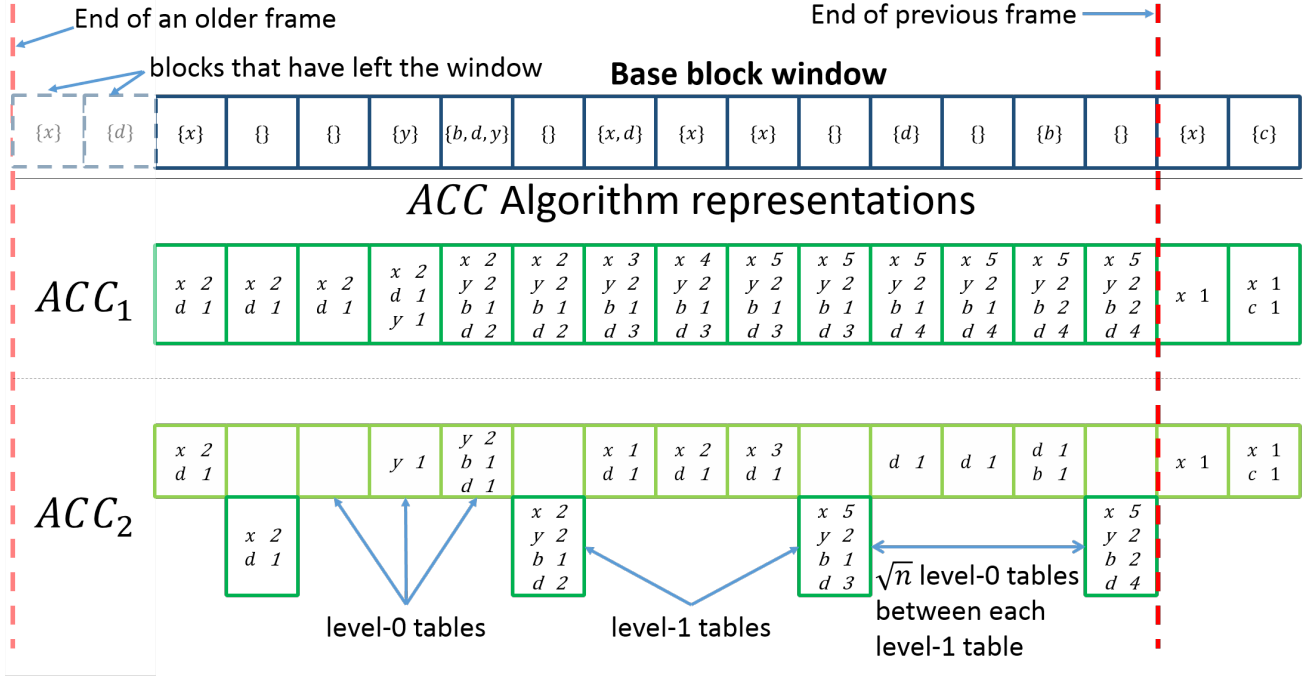 End of an older frame
End of previous frame
blocks that have left the window
Base block window
{x} {d} {x} {} {} {y} {b, d, y} {} {x, d} {x} {x} {} {d} {} {b} {} {x} {c}
ACC Algorithm representations
ACC₁
x 2
d 1
x 2
d 1
x 2
d 1
x 2
d 1
y 1
x 2
y 2
b 1
d 2
x 2
y 2
b 1
d 2
x 3
y 2
b 1
d 3
x 4
y 2
b 1
d 3
x 5
y 2
b 1
d 3
x 5
y 2
b 1
d 3
x 5
y 2
b 1
d 4
x 5
y 2
b 1
d 4
x 5
y 2
b 2
d 4
x 5
y 2
b 2
d 4
x 1
x 1
c 1
ACC₂
x 2
d 1
y 1
y 2
b 1
d 1
x 1
d 1
x 2
d 1
x 3
d 1
d 1
d 1
d 1
b 1
x 1
x 1
c 1
x 2
d 1
x 2
y 2
b 1
d 2
x 5
y 2
b 1
d 3
x 5
y 2
b 2
d 4
level-0 tables
level-1 tables
√n level-0 tables
between each
level-1 table